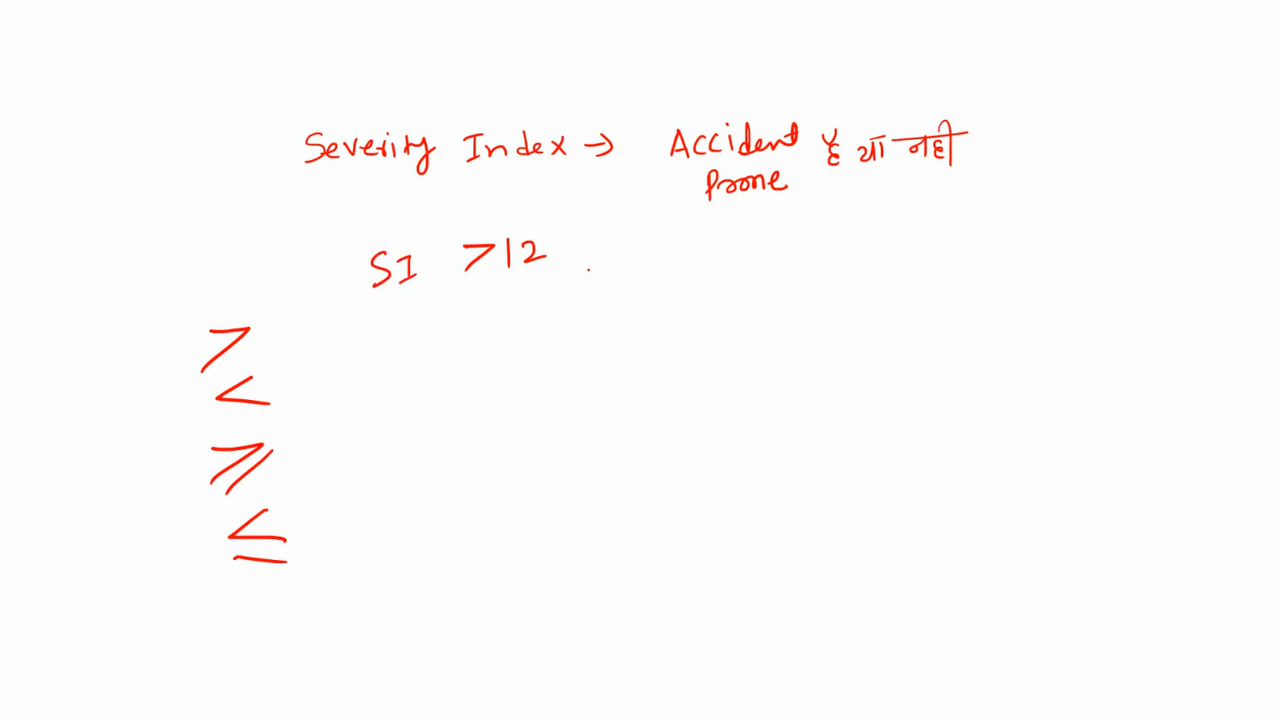 Severity Index → Accident है या नही
Prone
SI >12
>
<
≥
≤